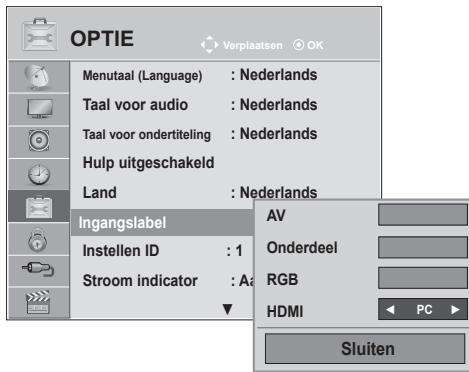 OPTIE
Verplaatsen OK
Menutaal (Language) : Nederlands
Taal voor audio : Nederlands
Taal voor ondertiteling : Nederlands
Hulp uitgeschakeld
Land : Nederlands
Ingangslabel
Instellen ID : 1
Stroom indicator : Aa
AV
Onderdeel
RGB
HDMI ◄ PC ►
Sluiten